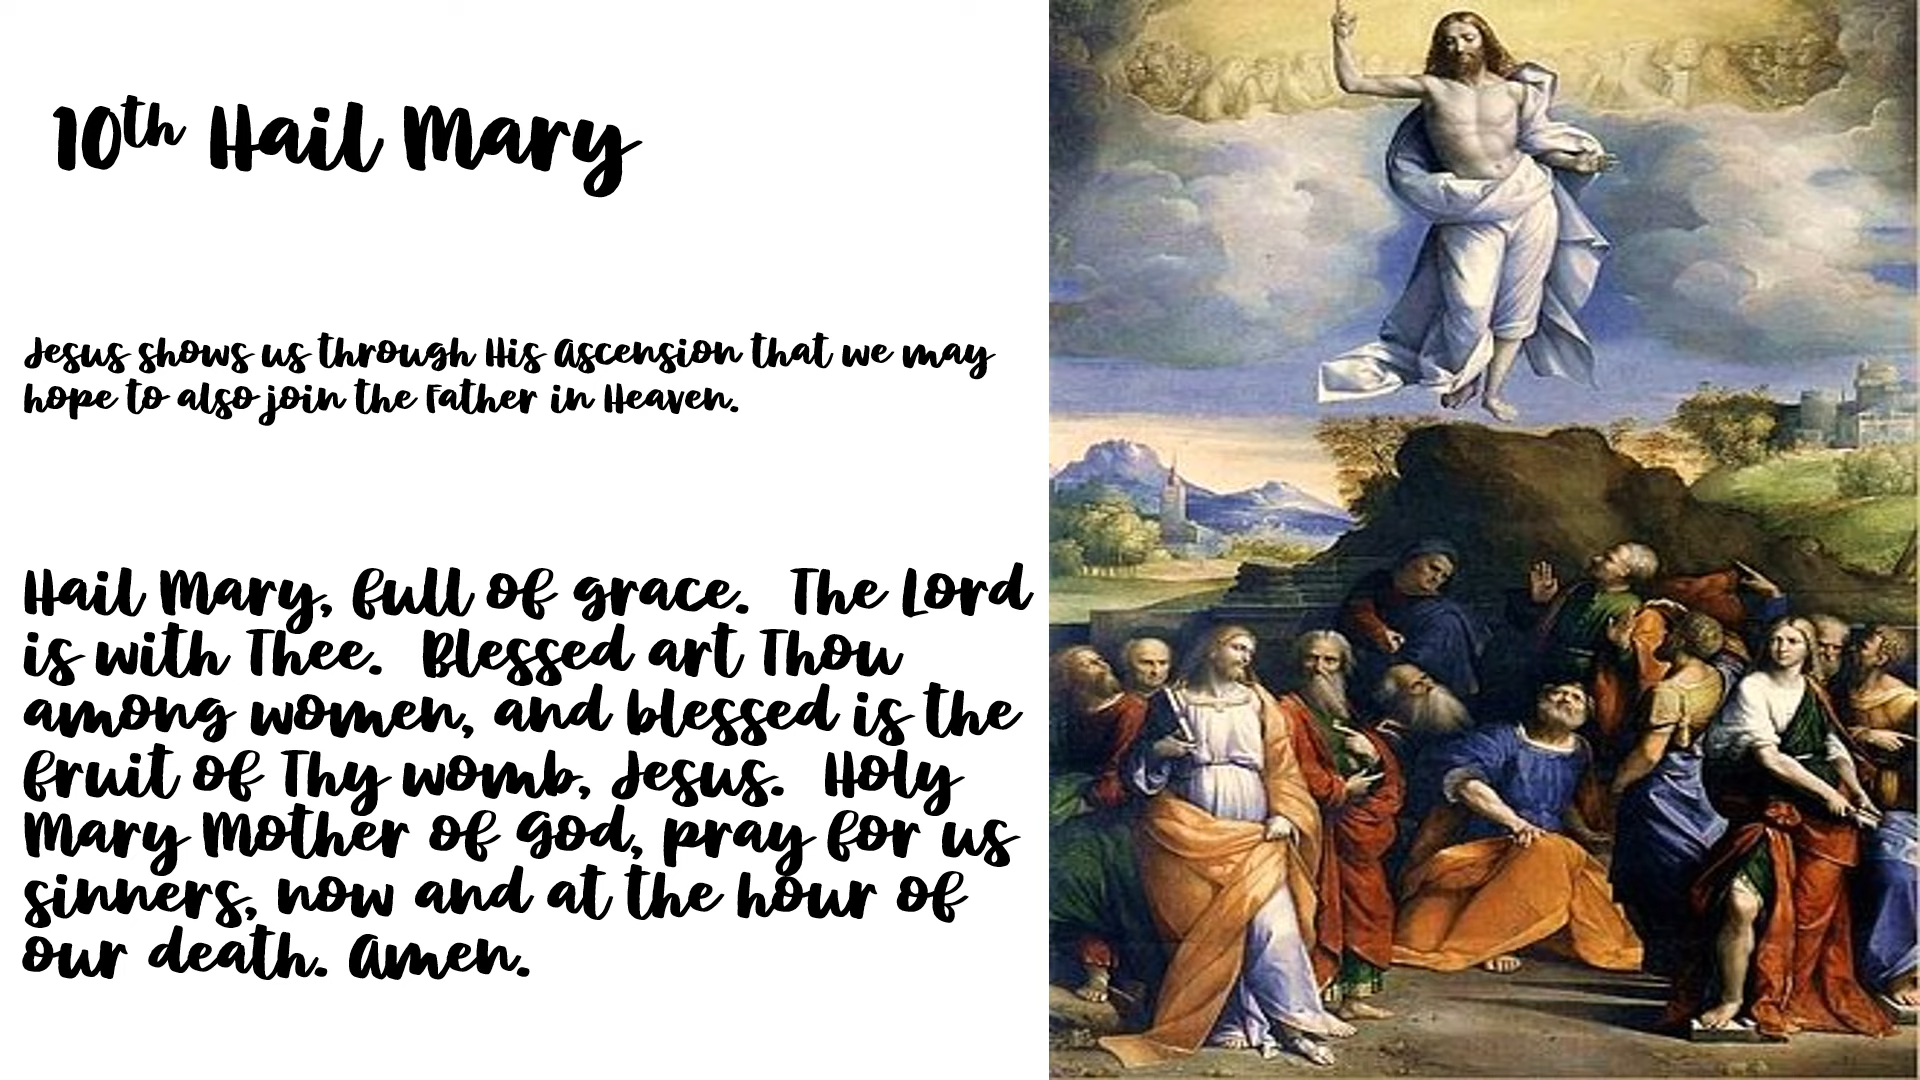 10th Hail Mary
Jesus shows us through His Ascension that we may
hope to also join the Father in Heaven.
Hail Mary, full of grace.  The Lord
is with Thee.  Blessed art Thou
among women, and blessed is the
fruit of Thy womb, Jesus.  Holy
Mary Mother of God, pray for us
sinners, now and at the hour of
our death. Amen.